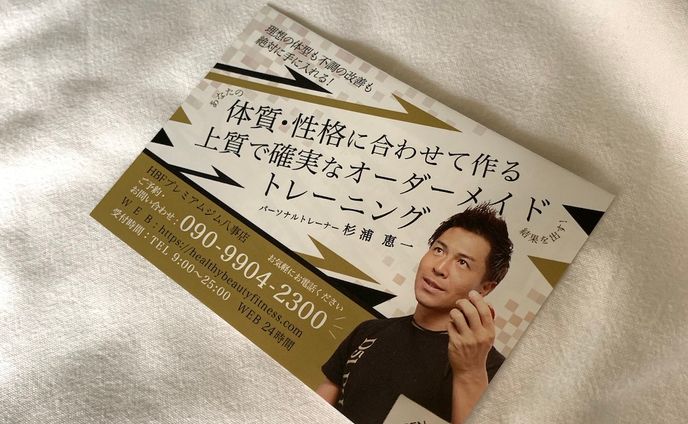 理想の体型も不調の改善も
絶対に手に入れる!
あなたの
体質・性格に合わせて作る
上質で確実なオーダーメイド
トレーニング
結果を出す、
パーソナルトレーナー 杉浦 恵一
HBFプレミアムジム八事店
ご予約・
お問い合わせ:
090-9904-2300
お気軽にお電話ください
WEB:https://healthybeautyfitness.com
受付時間:TEL 9:00〜25:00 WEB 24時間